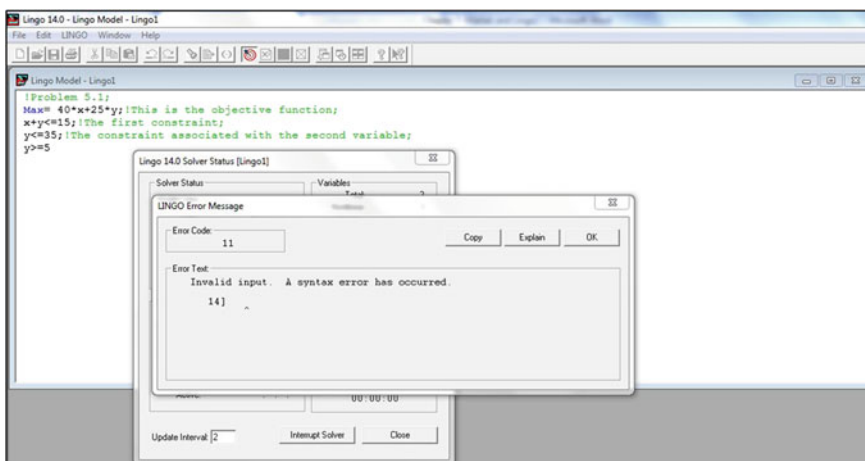 Lingo 14.0 - Lingo Model - Lingo1
File Edit LINGO Window Help
Lingo Model - Lingo1
!Problem 5.1;
Max= 40*x+25*y;!This is the objective function;
x+y<=15;!The first constraint;
y<=35;!The constraint associated with the second variable;
y>=5
Lingo 14.0 Solver Status [Lingo1]
Solver Status
Variables
Total: 2
LINGO Error Message
Error Code:
11
Copy Explain OK
Error Text:
Invalid input. A syntax error has occurred.
14]
^
00:00:00
Update Interval: 2
Interrupt Solver Close